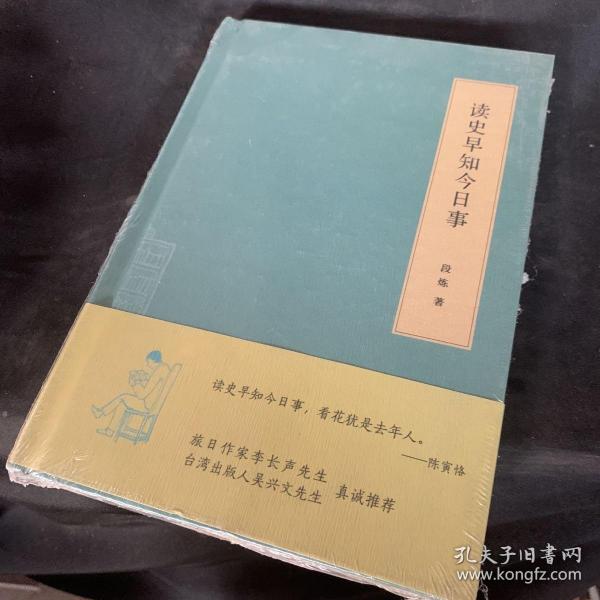 读史早知今日事
段炼 著
读史早知今日事，看花犹是去年人。
——陈寅恪
旅日作家李长声先生
台湾出版人吴兴文先生
真诚推荐
孔夫子旧书网
www.kongfz.com